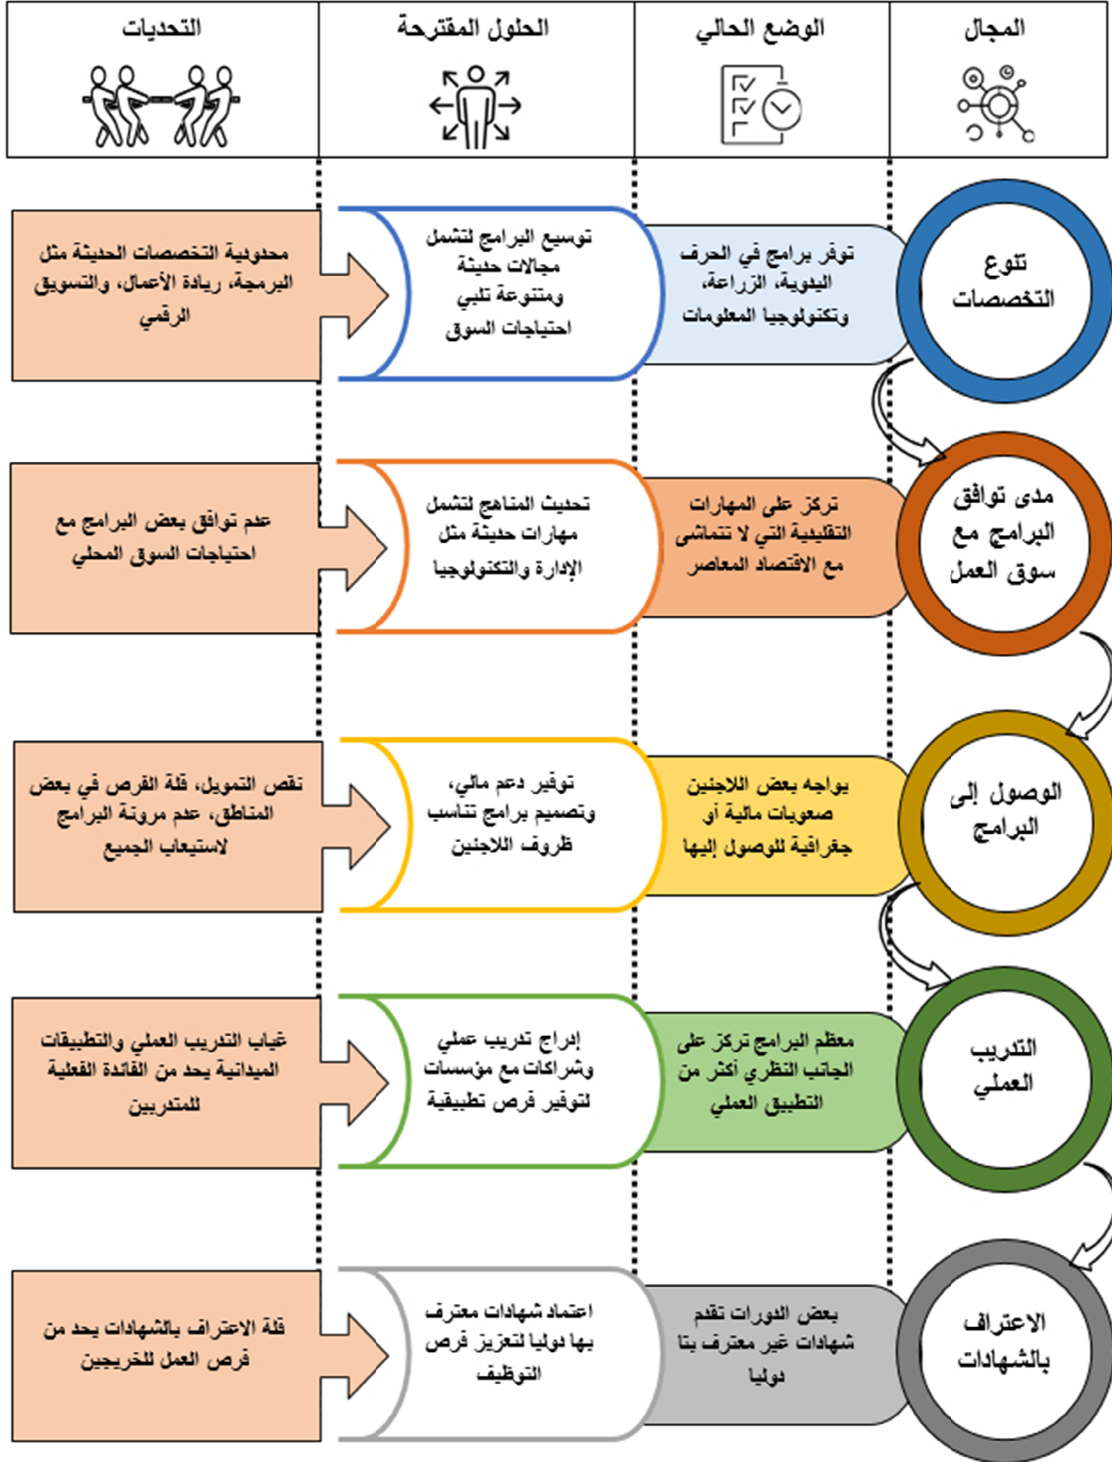 المجال
الوضع الحالي
الحلول المقترحة
التحديات
تنوع
التخصصات
توفر برامج في الحرف
اليدوية، الزراعة،
وتكنولوجيا المعلومات
توسيع البرامج لتشمل
مجالات حديثة
ومتنوعة تلبي
احتياجات السوق
محدودية التخصصات الحديثة مثل
البرمجة، ريادة الأعمال، والتسويق
الرقمي
مدى توافق
البرامج مع
سوق العمل
تركز على المهارات
التقليدية التي لا تتماشى
مع الاقتصاد المعاصر
تحديث المناهج لتشمل
مهارات حديثة مثل
الإدارة والتكنولوجيا
عدم توافق بعض البرامج مع
احتياجات السوق المحلي
الوصول إلى
البرامج
يواجه بعض اللاجئين
صعوبات مالية أو
جغرافية للوصول إليها
توفير دعم مالي،
وتصميم برامج تناسب
ظروف اللاجئين
نقص التمويل، قلة الفرص في بعض
المناطق، عدم مرونة البرامج
لاستيعاب الجميع
التدريب
العملي
معظم البرامج تركز على
الجانب النظري أكثر من
التطبيق العملي
إدراج تدريب عملي
وشراكات مع مؤسسات
لتوفير فرص تطبيقية
غياب التدريب العملي والتطبيقات
الميدانية يحد من الفائدة الفعلية
للمتدربين
الاعتراف
بالشهادات
بعض الدورات تقدم
شهادات غير معترف بتا
دوليا
اعتماد شهادات معترف
بها دوليا لتعزيز فرص
التوظيف
قلة الاعتراف بالشهادات يحد من
فرص العمل للخريجين